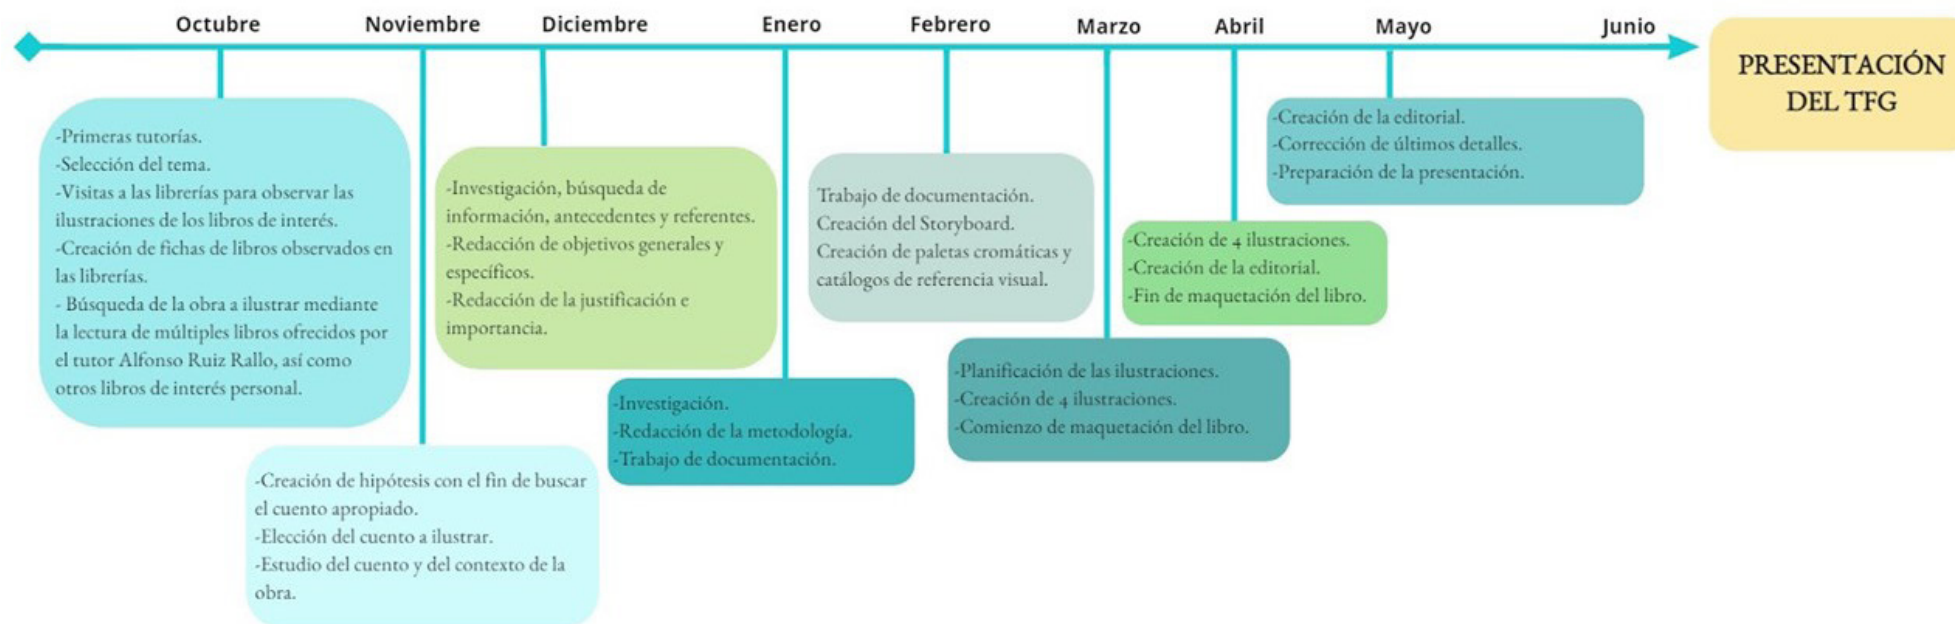 Octubre
Noviembre
Diciembre
Enero
Febrero
Marzo
Abril
Mayo
Junio
PRESENTACIÓN
DEL TFG
-Primeras tutorías.
-Selección del tema.
-Visitas a las librerías para observar las
ilustraciones de los libros de interés.
-Creación de fichas de libros observados en
las librerías.
- Búsqueda de la obra a ilustrar mediante
la lectura de múltiples libros ofrecidos por
el tutor Alfonso Ruiz Rallo, así como
otros libros de interés personal.
-Creación de hipótesis con el fin de buscar
el cuento apropiado.
-Elección del cuento a ilustrar.
-Estudio del cuento y del contexto de la
obra.
-Investigación, búsqueda de
información, antecedentes y referentes.
-Redacción de objetivos generales y
específicos.
-Redacción de la justificación e
importancia.
-Investigación.
-Redacción de la metodología.
-Trabajo de documentación.
Trabajo de documentación.
Creación del Storyboard.
Creación de paletas cromáticas y
catálogos de referencia visual.
-Planificación de las ilustraciones.
-Creación de 4 ilustraciones.
-Comienzo de maquetación del libro.
-Creación de 4 ilustraciones.
-Creación de la editorial.
-Fin de maquetación del libro.
-Creación de la editorial.
-Corrección de últimos detalles.
-Preparación de la presentación.